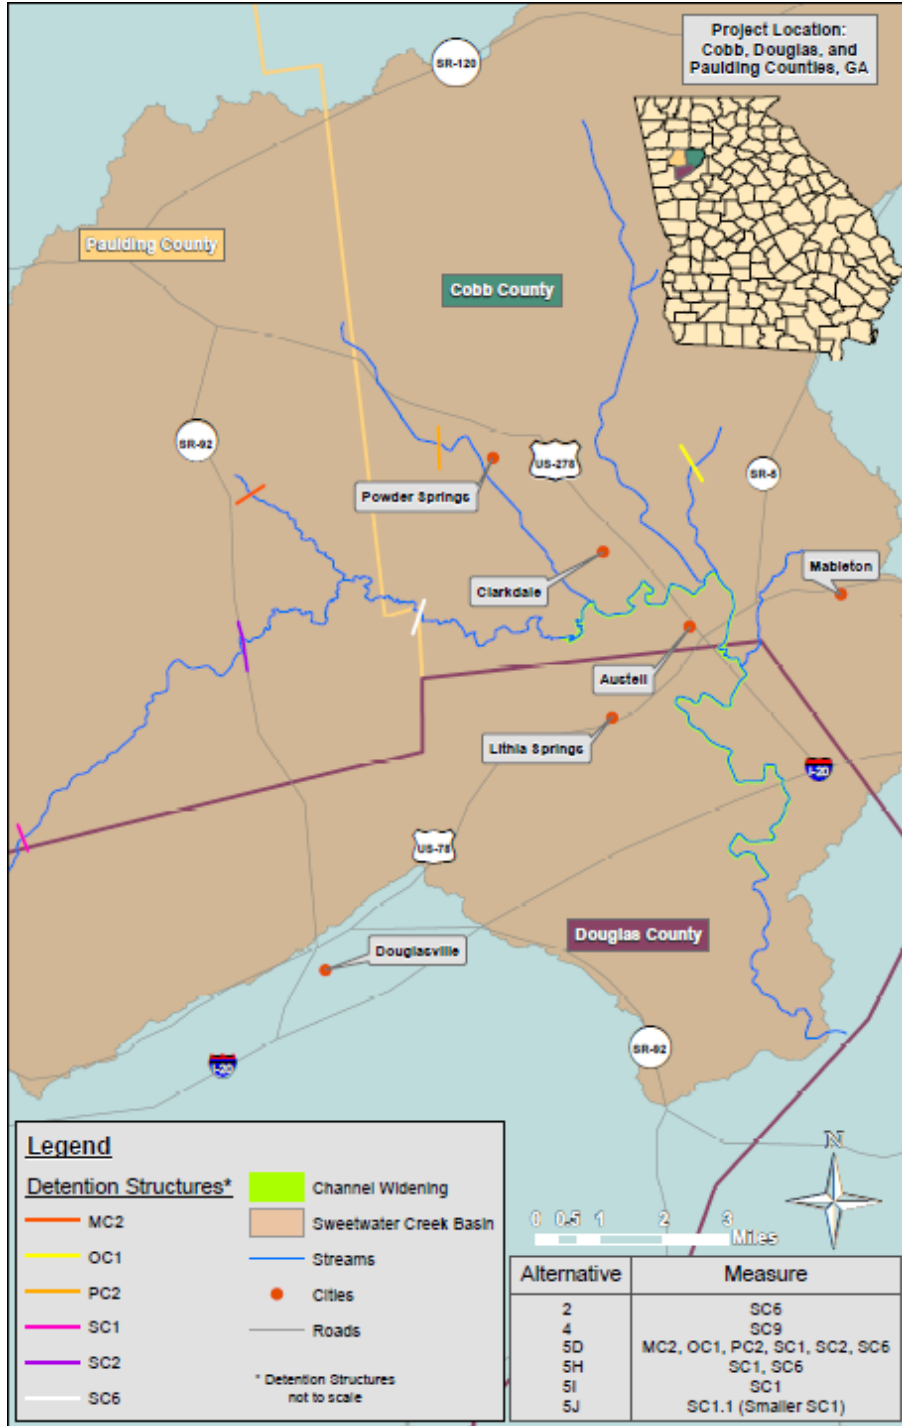 Project Location:
Cobb, Douglas, and
Paulding Counties, GA
SR-120
Paulding County
Cobb County
SR-92
US-278
SR-6
Powder Springs
Clarkdale
Mableton
Austell
Lithia Springs
I-20
US-78
Douglas County
Douglasville
SR-92
I-20
N
0 0.5 1 2 3
Miles
Legend
Detention Structures*
MC2
OC1
PC2
SC1
SC2
SC6
Channel Widening
Sweetwater Creek Basin
Streams
Cities
Roads
* Detention Structures
not to scale
Alternative Measure
2 SC6
4 SC9
5D MC2, OC1, PC2, SC1, SC2, SC6
5H SC1, SC6
5I SC1
5J SC1.1 (Smaller SC1)